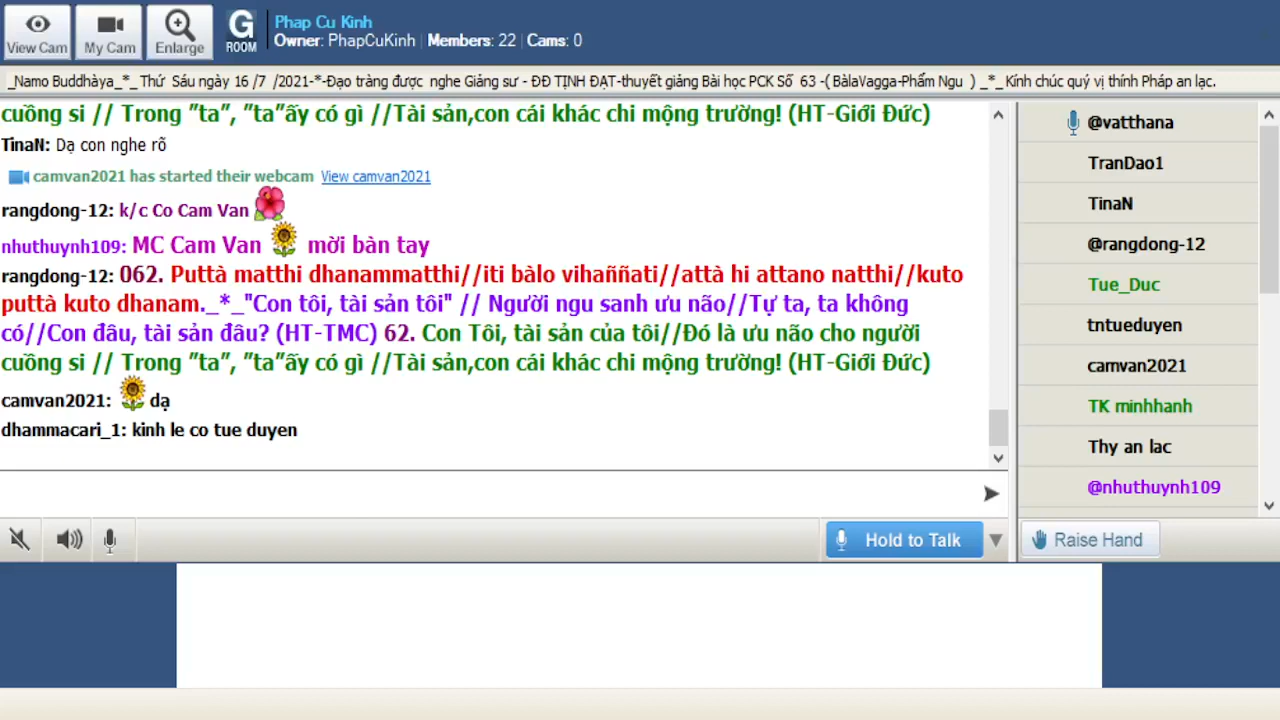 View Cam
My Cam
Enlarge
G
ROOM
Phap Cu Kinh
Owner: PhapCuKinh | Members: 22 | Cams: 0
_Namo Buddhàya_*_Thứ Sáu ngày 16 /7 /2021-*-Đạo tràng được nghe Giảng sư - ĐĐ TỊNH ĐẠT-thuyết giảng Bài học PCK Số 63 -( BàlaVagga-Phẩm Ngu ) _*_Kính chúc quý vị thính Pháp an lạc.
cuồng si // Trong ”ta”, ”ta”ấy có gì //Tài sản,con cái khác chi mộng trường! (HT-Giới Đức)
TinaN: Dạ con nghe rõ
camvan2021 has started their webcam View camvan2021
rangdong-12: k/c Co Cam Van
nhuthuynh109: MC Cam Van mời bàn tay
rangdong-12: 062. Puttà matthi dhanammatthi//iti bàlo vihaññati//attà hi attano natthi//kuto
puttà kuto dhanam._*_"Con tôi, tài sản tôi" // Người ngu sanh ưu não//Tự ta, ta không
có//Con đâu, tài sản đâu? (HT-TMC) 62. Con Tôi, tài sản của tôi//Đó là ưu não cho người
cuồng si // Trong ”ta”, ”ta”ấy có gì //Tài sản,con cái khác chi mộng trường! (HT-Giới Đức)
camvan2021: dạ
dhammacari_1: kinh le co tue duyen
@vatthana
TranDao1
TinaN
@rangdong-12
Tue_Duc
tntueduyen
camvan2021
TK minhhanh
Thy an lac
@nhuthuynh109
Hold to Talk
Raise Hand